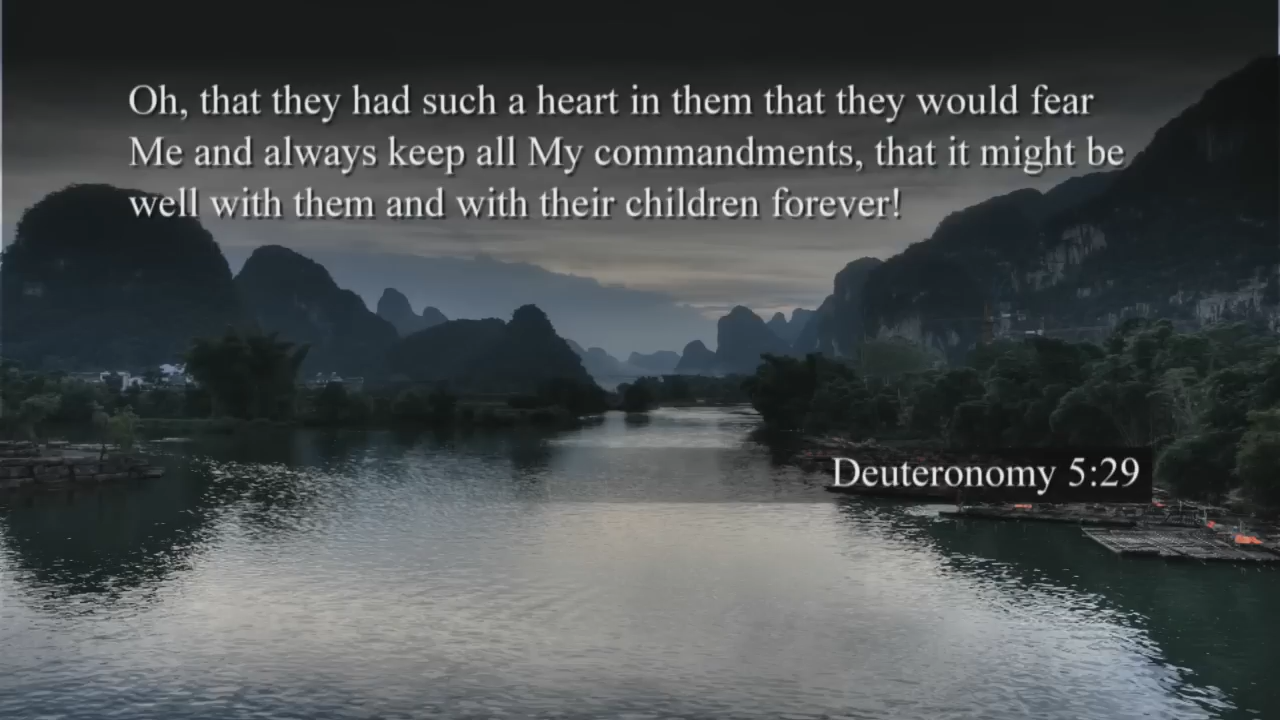 Oh, that they had such a heart in them that they would fear
Me and always keep all My commandments, that it might be
well with them and with their children forever!
Deuteronomy 5:29